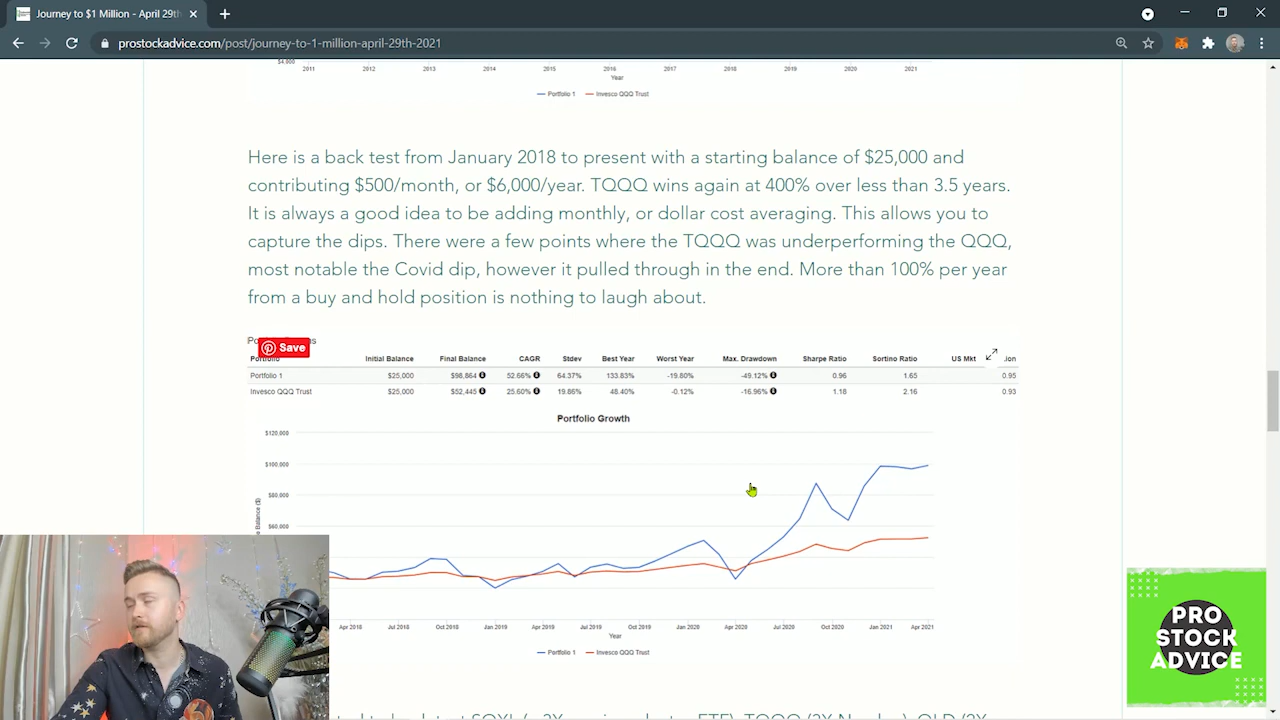 Journey to $1 Million - April 29th
prostockadvice.com/post/journey-to-1-million-april-29th-2021
$4,000
2011 2012 2013 2014 2015 2016 2017 2018 2019 2020 2021
Year
Portfolio 1 Invesco QQQ Trust
Here is a back test from January 2018 to present with a starting balance of $25,000 and
contributing $500/month, or $6,000/year. TQQQ wins again at 400% over less than 3.5 years.
It is always a good idea to be adding monthly, or dollar cost averaging. This allows you to
capture the dips. There were a few points where the TQQQ was underperforming the QQQ,
most notable the Covid dip, however it pulled through in the end. More than 100% per year
from a buy and hold position is nothing to laugh about.
Save
Portfolio Initial Balance Final Balance CAGR Stdev Best Year Worst Year Max. Drawdown Sharpe Ratio Sortino Ratio US Mkt
Portfolio 1 $25,000 $98,864 52.66% 64.37% 133.83% -19.80% -49.12% 0.96 1.65 0.95
Invesco QQQ Trust $25,000 $52,445 25.60% 19.86% 48.40% -0.12% -16.96% 1.18 2.16 0.93
Portfolio Growth
$120,000
$100,000
$80,000
$60,000
Balance ($)
Apr 2018 Jul 2018 Oct 2018 Jan 2019 Apr 2019 Jul 2019 Oct 2019 Jan 2020 Apr 2020 Jul 2020 Oct 2020 Jan 2021 Apr 2021
Year
Portfolio 1 Invesco QQQ Trust
PRO
STOCK
ADVICE